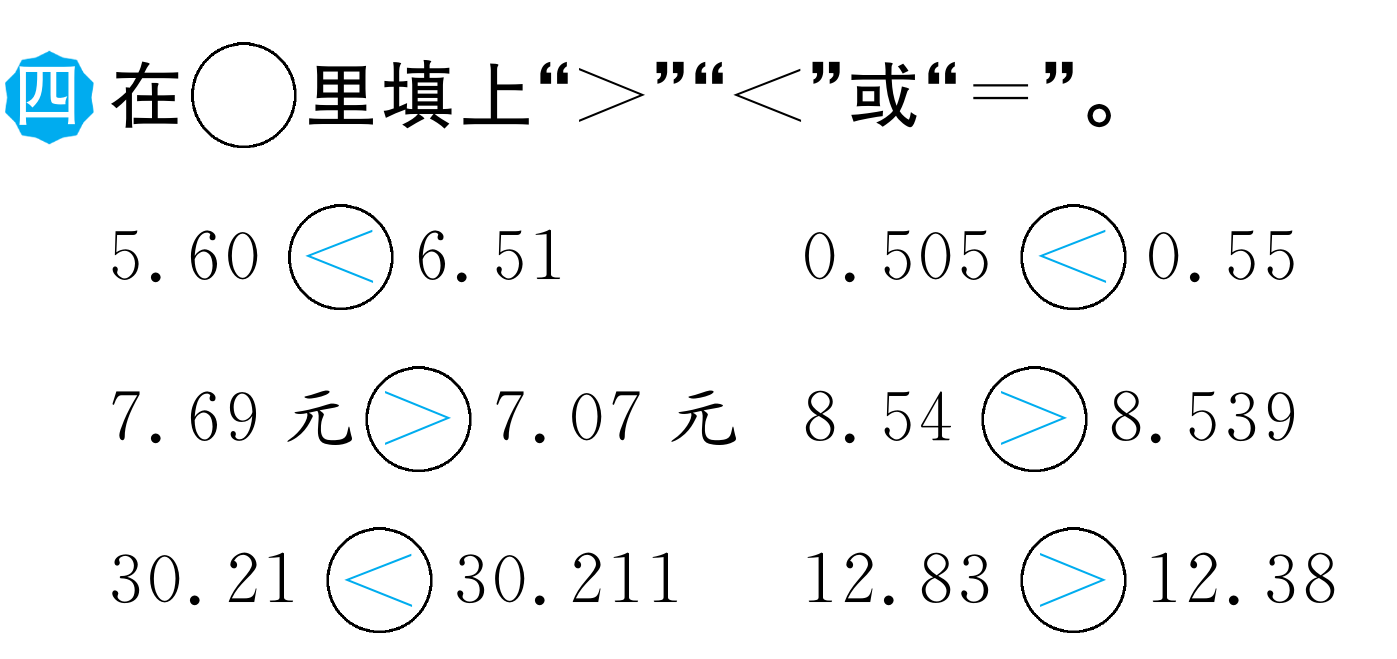 四 在○里填上“>”“<”或“=”。
5.60 < 6.51 0.505 < 0.55
7.69 元 > 7.07 元 8.54 > 8.539
30.21 < 30.211 12.83 > 12.38